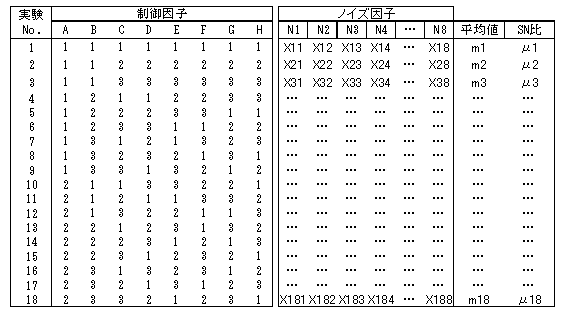 実験 制御因子 ノイズ因子
No. A B C D E F G H N1 N2 N3 N4 … N8 平均値 SN比
1 1 1 1 1 1 1 1 1 X11 X12 X13 X14 … X18 m1 μ1
2 1 1 2 2 2 2 2 2 X21 X22 X23 X24 … X28 m2 μ2
3 1 1 3 3 3 3 3 3 X31 X32 X33 X34 … X38 m3 μ3
4 1 2 1 1 2 2 3 3 … … … … … … … …
5 1 2 2 2 3 3 1 1 … … … … … … … …
6 1 2 3 3 1 1 2 2 … … … … … … … …
7 1 3 1 2 1 3 2 3 … … … … … … … …
8 1 3 2 3 2 1 3 1 … … … … … … … …
9 1 3 3 1 3 2 1 2 … … … … … … … …
10 2 1 1 3 3 2 2 1 … … … … … … … …
11 2 1 2 1 1 3 3 2 … … … … … … … …
12 2 1 3 2 2 1 1 3 … … … … … … … …
13 2 2 1 2 3 1 3 2 … … … … … … … …
14 2 2 2 3 1 2 1 3 … … … … … … … …
15 2 2 3 1 2 3 2 1 … … … … … … … …
16 2 3 1 3 2 3 1 2 … … … … … … … …
17 2 3 2 1 3 1 2 3 … … … … … … … …
18 2 3 3 2 1 2 3 1 X181 X182 X183 X184 … X188 m18 μ18